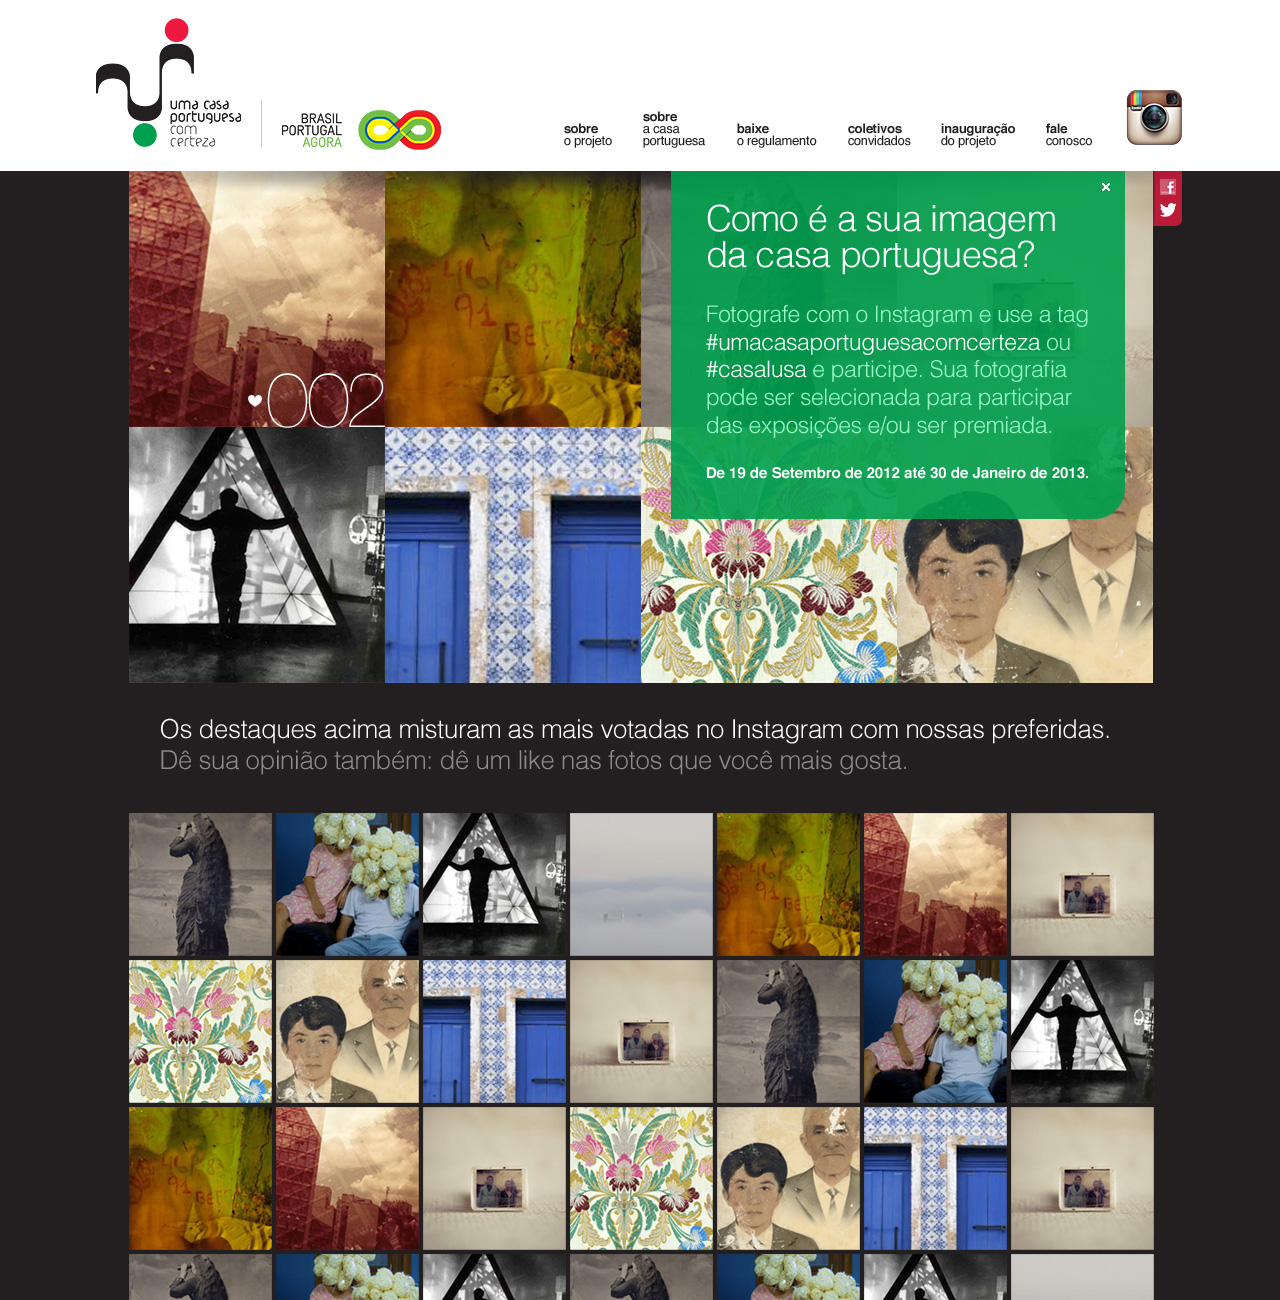 uma casa
portuguesa
com
certeza
BRASIL
PORTUGAL
AGORA
sobre
o projeto
sobre
a casa
portuguesa
baixe
o regulamento
coletivos
convidados
inauguração
do projeto
fale
conosco
Como é a sua imagem
da casa portuguesa?
Fotografe com o Instagram e use a tag
#umacasaportuguesacomcerteza ou
#casalusa e participe. Sua fotografia
pode ser selecionada para participar
das exposições e/ou ser premiada.
De 19 de Setembro de 2012 até 30 de Janeiro de 2013.
002
Os destaques acima misturam as mais votadas no Instagram com nossas preferidas.
Dê sua opinião também: dê um like nas fotos que você mais gosta.